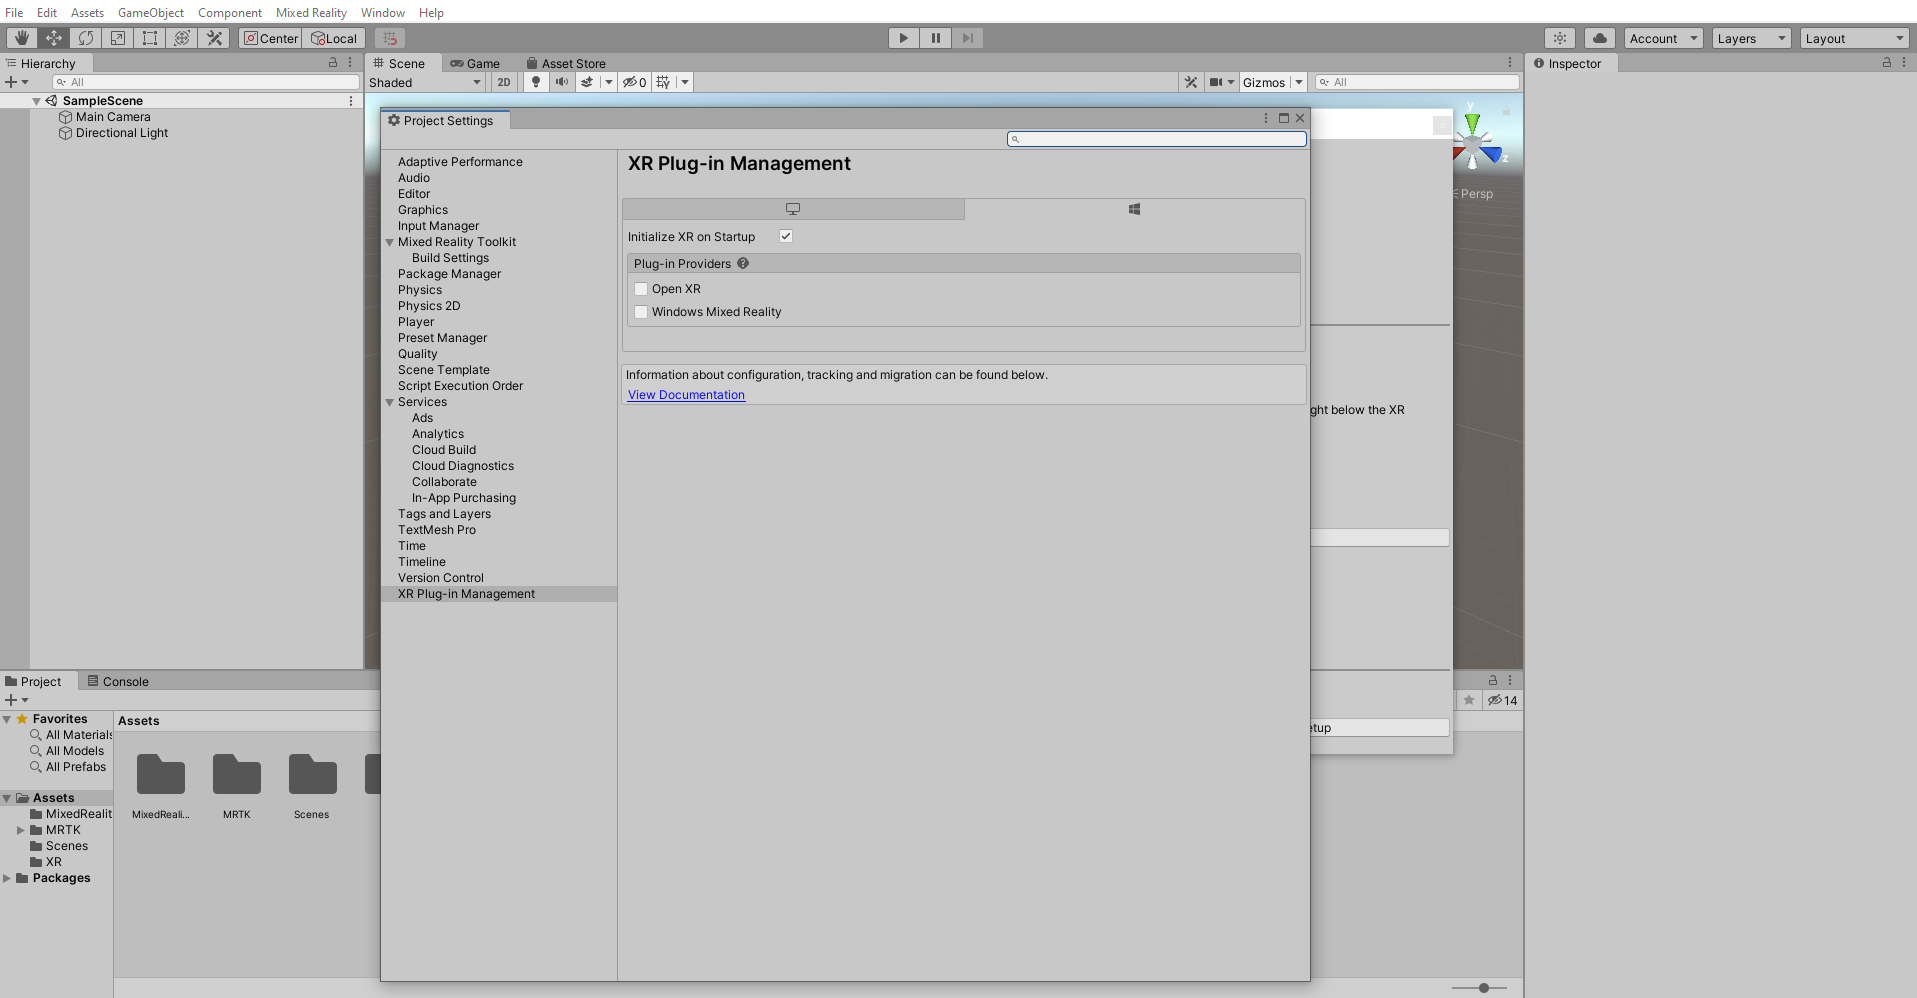 File Edit Assets GameObject Component Mixed Reality Window Help
Center Local
Account Layers Layout
Hierarchy
All
SampleScene
Main Camera
Directional Light
Scene Game Asset Store
Shaded 2D 0 Gizmos All
y
z
Persp
Inspector
Project Settings
Adaptive Performance
Audio
Editor
Graphics
Input Manager
Mixed Reality Toolkit
Build Settings
Package Manager
Physics
Physics 2D
Player
Preset Manager
Quality
Scene Template
Script Execution Order
Services
Ads
Analytics
Cloud Build
Cloud Diagnostics
Collaborate
In-App Purchasing
Tags and Layers
TextMesh Pro
Time
Timeline
Version Control
XR Plug-in Management
XR Plug-in Management
Initialize XR on Startup
Plug-in Providers
Open XR
Windows Mixed Reality
Information about configuration, tracking and migration can be found below.
View Documentation
ght below the XR
etup
Project Console
14
Favorites
All Materials
All Models
All Prefabs
Assets
MixedRealit
MRTK
Scenes
XR
Packages
Assets
MixedReali...
MRTK
Scenes